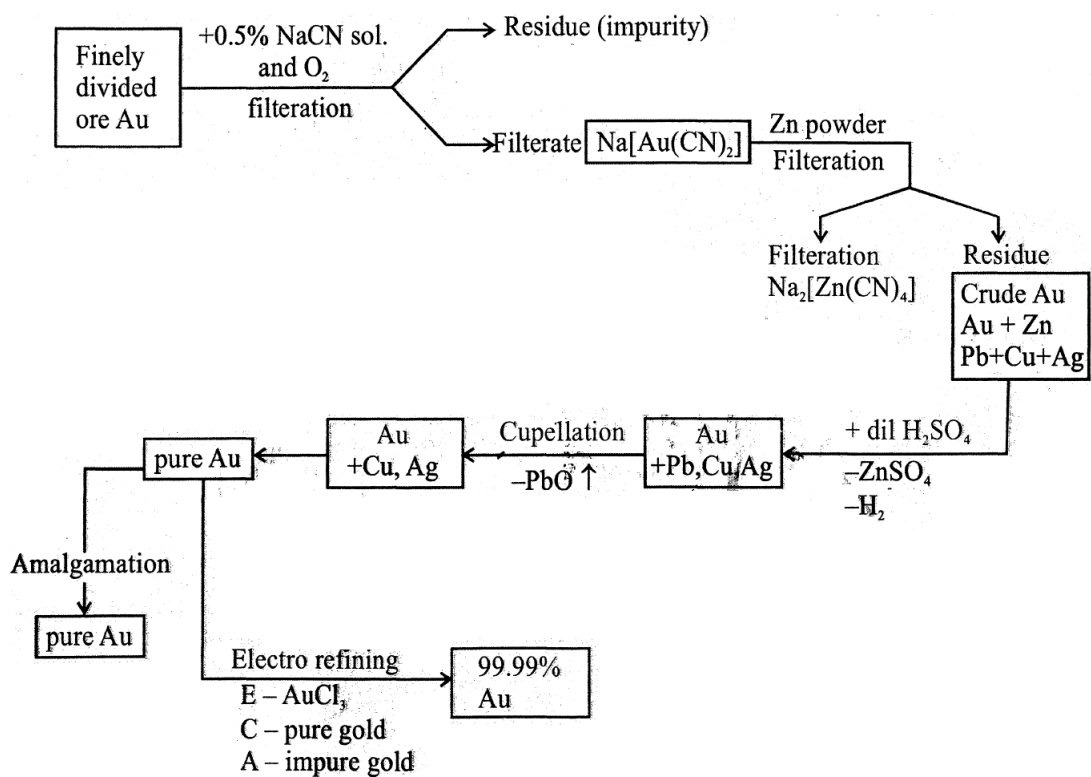 Finely
divided
ore Au
+0.5% NaCN sol.
and O₂
filteration
Residue (impurity)
Filterate
Na[Au(CN)₂]
Zn powder
Filteration
Filteration
Na₂[Zn(CN)₄]
Residue
Crude Au
Au + Zn
Pb+Cu+Ag
+ dil H₂SO₄
–ZnSO₄
–H₂
Au
+Pb,Cu,Ag
Cupellation
–PbO ↑
Au
+Cu, Ag
pure Au
Amalgamation
pure Au
Electro refining
E – AuCl₃
C – pure gold
A – impure gold
99.99%
Au